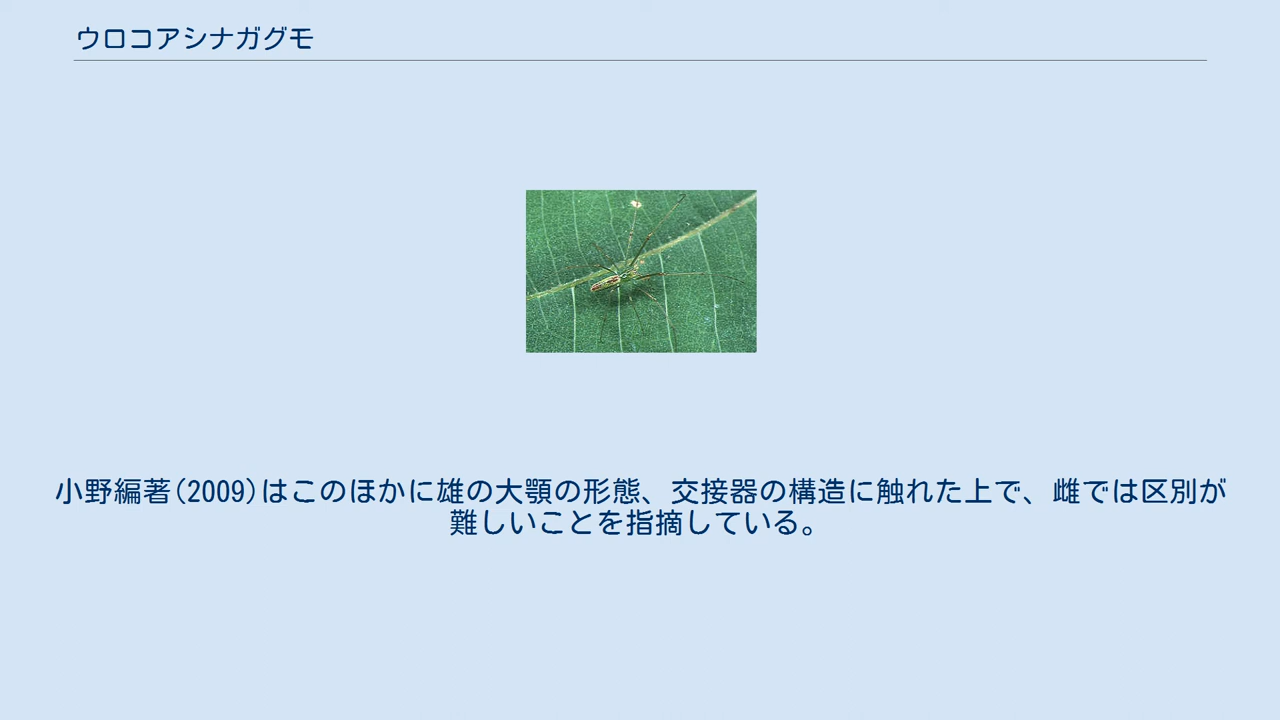 ウロコアシナガグモ
小野編著(2009)はこのほかに雄の大顎の形態、交接器の構造に触れた上で、雌では区別が
難しいことを指摘している。